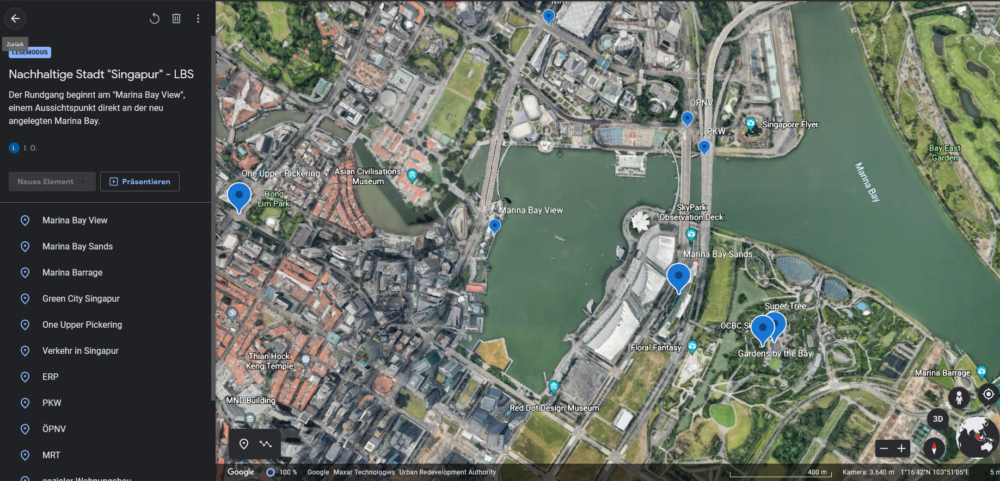 Zurück
LESEMODUS
Nachhaltige Stadt "Singapur" - LBS
Der Rundgang beginnt am "Marina Bay View",
einem Aussichtspunkt direkt an der neu
angelegten Marina Bay.
I. I. O.
Neues Element
Präsentieren
Marina Bay View
Marina Bay Sands
Marina Barrage
Green City Singapur
One Upper Pickering
Verkehr in Singapur
ERP
PKW
ÖPNV
MRT
sozialer Wohnungsbau
MRT
ÖPNV
PKW
Singapore Flyer
Bay East
Garden
Marina Bay
One Upper Pickering
Asian Civilisations
Museum
Hong
Lim Park
Marina Bay View
SkyPark
Observation Deck
Marina Bay Sands
Super Tree
OCBC
Floral Fantasy
Gardens by the Bay
Marina Barrage
Thian Hock
Keng Temple
MND Building
Red Dot Design Museum
3D
Google
100 %
Google Maxar Technologies Urban Redevelopment Authority
400 m
Kamera: 3.640 m
1°16'42"N 103°51'05"E
5